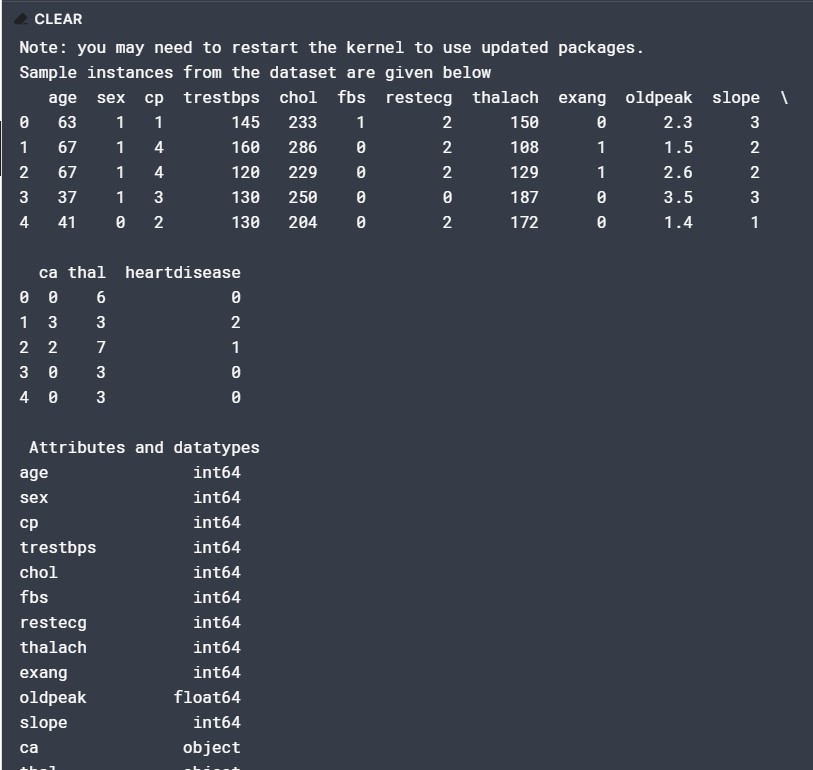 CLEAR
Note: you may need to restart the kernel to use updated packages.
Sample instances from the dataset are given below
   age  sex  cp  trestbps  chol  fbs  restecg  thalach  exang  oldpeak  slope  \
0   63    1   1       145   233    1        2      150      0      2.3      3
1   67    1   4       160   286    0        2      108      1      1.5      2
2   67    1   4       120   229    0        2      129      1      2.6      2
3   37    1   3       130   250    0        0      187      0      3.5      3
4   41    0   2       130   204    0        2      172      0      1.4      1
  ca thal  heartdisease
0  0    6             0
1  3    3             2
2  2    7             1
3  0    3             0
4  0    3             0
Attributes and datatypes
age               int64
sex               int64
cp                int64
trestbps          int64
chol              int64
fbs               int64
restecg           int64
thalach           int64
exang             int64
oldpeak         float64
slope             int64
ca               object
thal             object